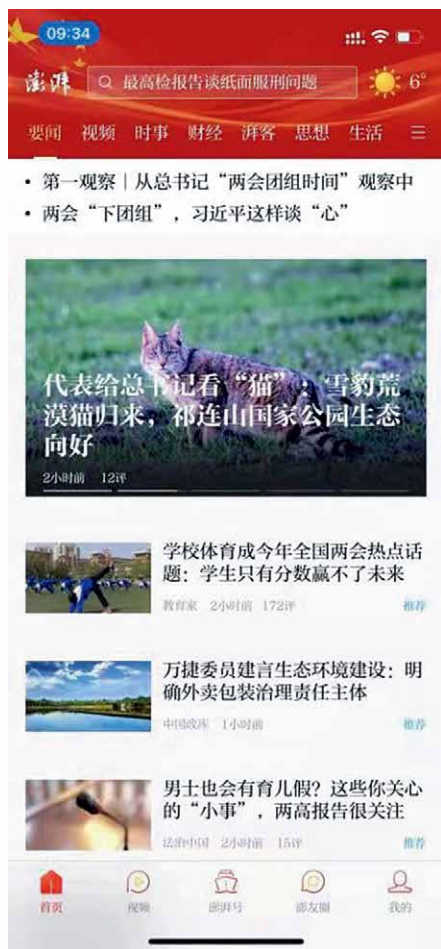 09:34
澎湃 最高检报告谈纸面服刑问题 6°
要闻 视频 时事 财经 湃客 思想 生活
• 第一观察｜从总书记“两会团组时间”观察中
• 两会“下团组”，习近平这样谈“心”
代表给总书记看“猫”：雪豹荒
漠猫归来，祁连山国家公园生态
向好
2小时前 12评
学校体育成今年全国两会热点话
题：学生只有分数赢不了未来
教育家 2小时前 172评 推荐
万捷委员建言生态环境建设：明
确外卖包装治理责任主体
中国政库 1小时前 推荐
男士也会有育儿假？这些你关心
的“小事”，两高报告很关注
法治中国 2小时前 15评 推荐
首页 视频 澎湃号 澎友圈 我的